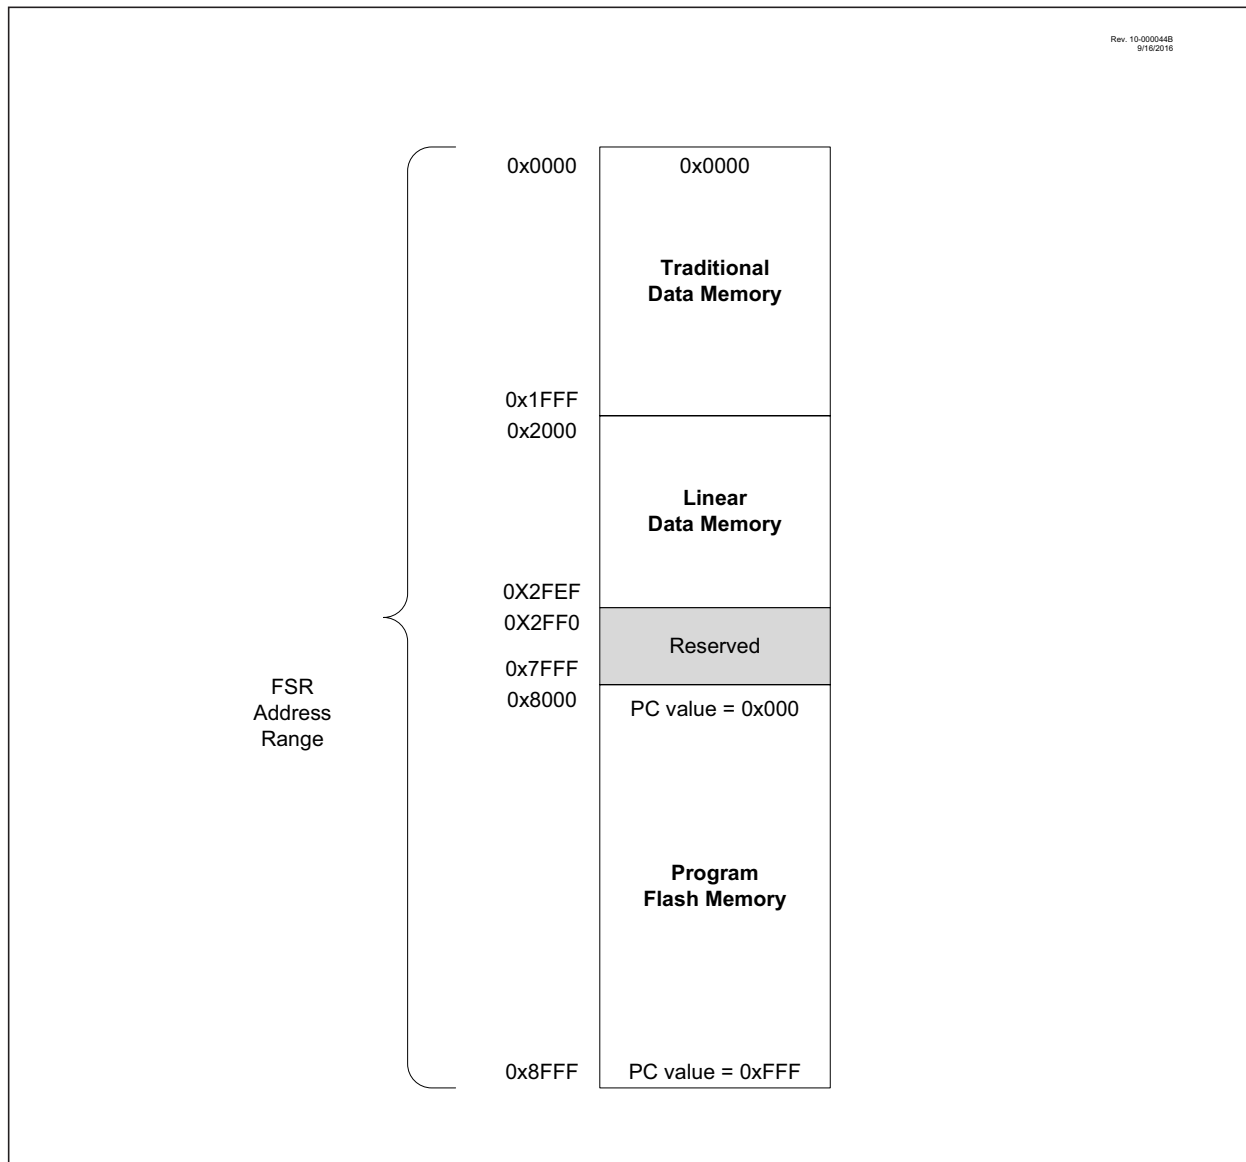 Rev. 10-000044B
9/16/2016
0x0000
0x0000
Traditional
Data Memory
0x1FFF
0x2000
Linear
Data Memory
0X2FEF
0X2FF0
Reserved
0x7FFF
0x8000
PC value = 0x000
FSR
Address
Range
Program
Flash Memory
0x8FFF
PC value = 0xFFF